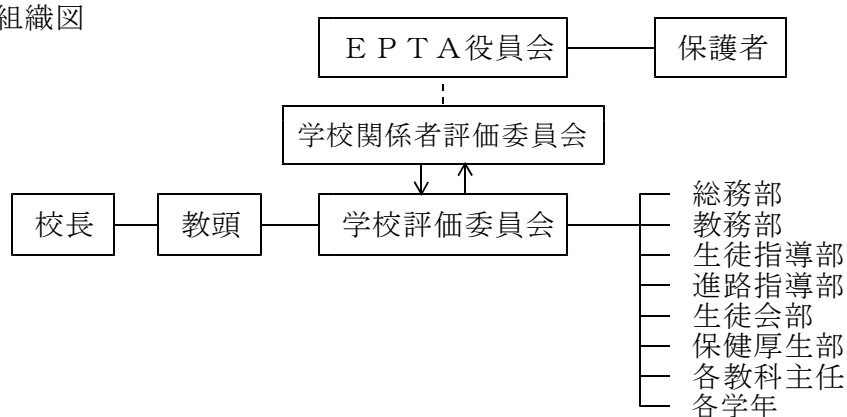 組織図
ＥＰＴＡ役員会
保護者
学校関係者評価委員会
校長
教頭
学校評価委員会
総務部
教務部
生徒指導部
進路指導部
生徒会部
保健厚生部
各教科主任
各学年